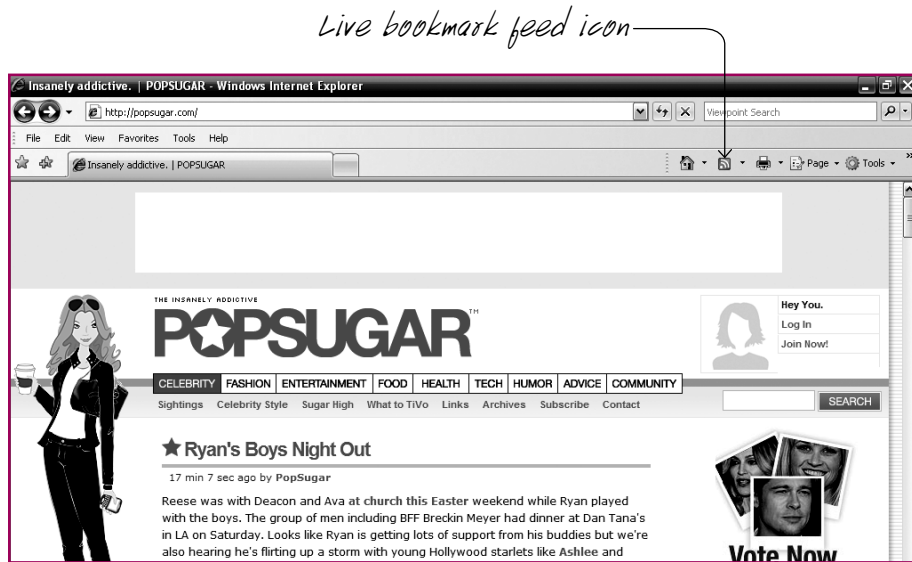 Live bookmark feed icon
Insanely addictive. | POPSUGAR - Windows Internet Explorer
http://popsugar.com/
Viewpoint Search
File Edit View Favorites Tools Help
Insanely addictive. | POPSUGAR
Page Tools
THE INSANELY ADDICTIVE
POPSUGAR™
Hey You.
Log In
Join Now!
CELEBRITY FASHION ENTERTAINMENT FOOD HEALTH TECH HUMOR ADVICE COMMUNITY
Sightings Celebrity Style Sugar High What to TiVo Links Archives Subscribe Contact
SEARCH
Ryan's Boys Night Out
17 min 7 sec ago by PopSugar
Reese was with Deacon and Ava at church this Easter weekend while Ryan played
with the boys. The group of men including BFF Breckin Meyer had dinner at Dan Tana's
in LA on Saturday. Looks like Ryan is getting lots of support from his buddies but we're
also hearing he's flirting up a storm with young Hollywood starlets like Ashlee and
Vote Now